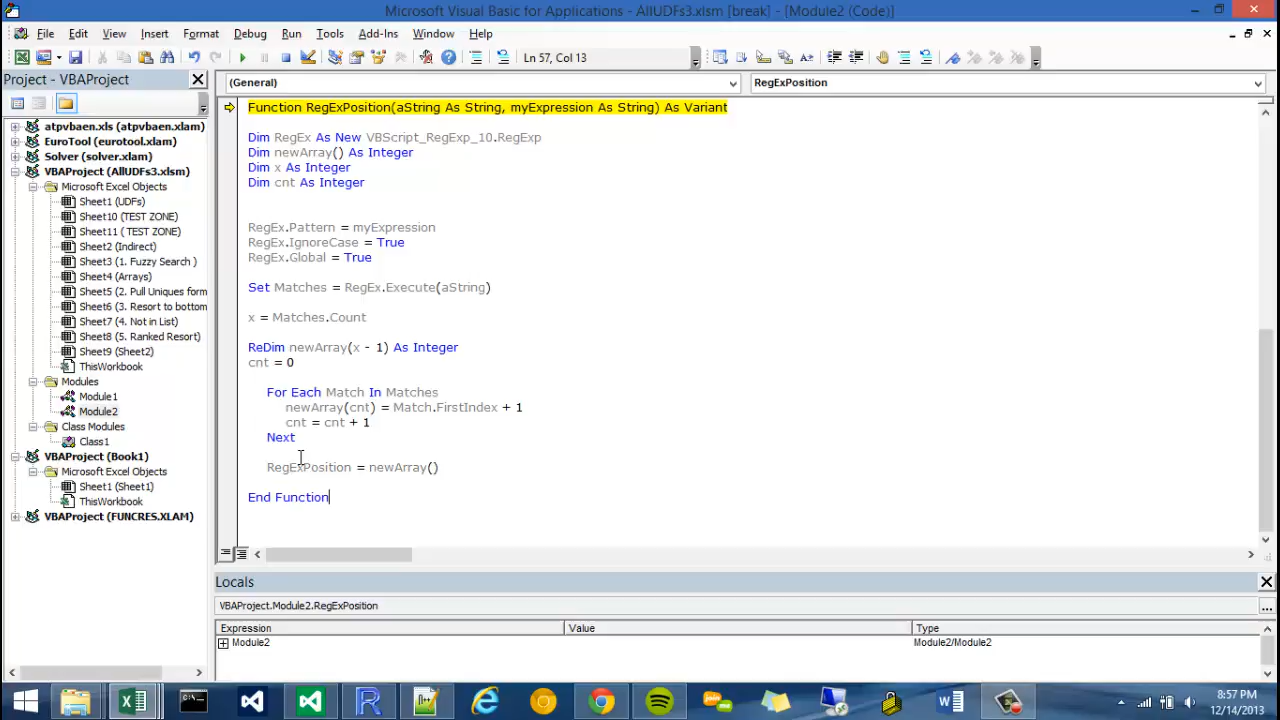 Microsoft Visual Basic for Applications - AllUDFs3.xlsm [break] - [Module2 (Code)]
File Edit View Insert Format Debug Run Tools Add-Ins Window Help
Ln 57, Col 13
Project - VBAProject
(General)
RegExPosition
atpvbaen.xls (atpvbaen.xlam)
EuroTool (eurotool.xlam)
Solver (solver.xlam)
VBAProject (AllUDFs3.xlsm)
Microsoft Excel Objects
Sheet1 (UDFs)
Sheet10 (TEST ZONE)
Sheet11 ( TEST ZONE)
Sheet2 (Indirect)
Sheet3 (1. Fuzzy Search )
Sheet4 (Arrays)
Sheet5 (2. Pull Uniques form
Sheet6 (3. Resort to bottom
Sheet7 (4. Not in List)
Sheet8 (5. Ranked Resort)
Sheet9 (Sheet2)
ThisWorkbook
Modules
Module1
Module2
Class Modules
Class1
VBAProject (Book1)
Microsoft Excel Objects
Sheet1 (Sheet1)
ThisWorkbook
VBAProject (FUNCRES.XLAM)
Function RegExPosition(aString As String, myExpression As String) As Variant
Dim RegEx As New VBScript_RegExp_10.RegExp
Dim newArray() As Integer
Dim x As Integer
Dim cnt As Integer
RegEx.Pattern = myExpression
RegEx.IgnoreCase = True
RegEx.Global = True
Set Matches = RegEx.Execute(aString)
x = Matches.Count
ReDim newArray(x - 1) As Integer
cnt = 0
For Each Match In Matches
newArray(cnt) = Match.FirstIndex + 1
cnt = cnt + 1
Next
RegExPosition = newArray()
End Function
Locals
VBAProject.Module2.RegExPosition
...
Expression Value Type
Module2 Module2/Module2
8:57 PM
12/14/2013